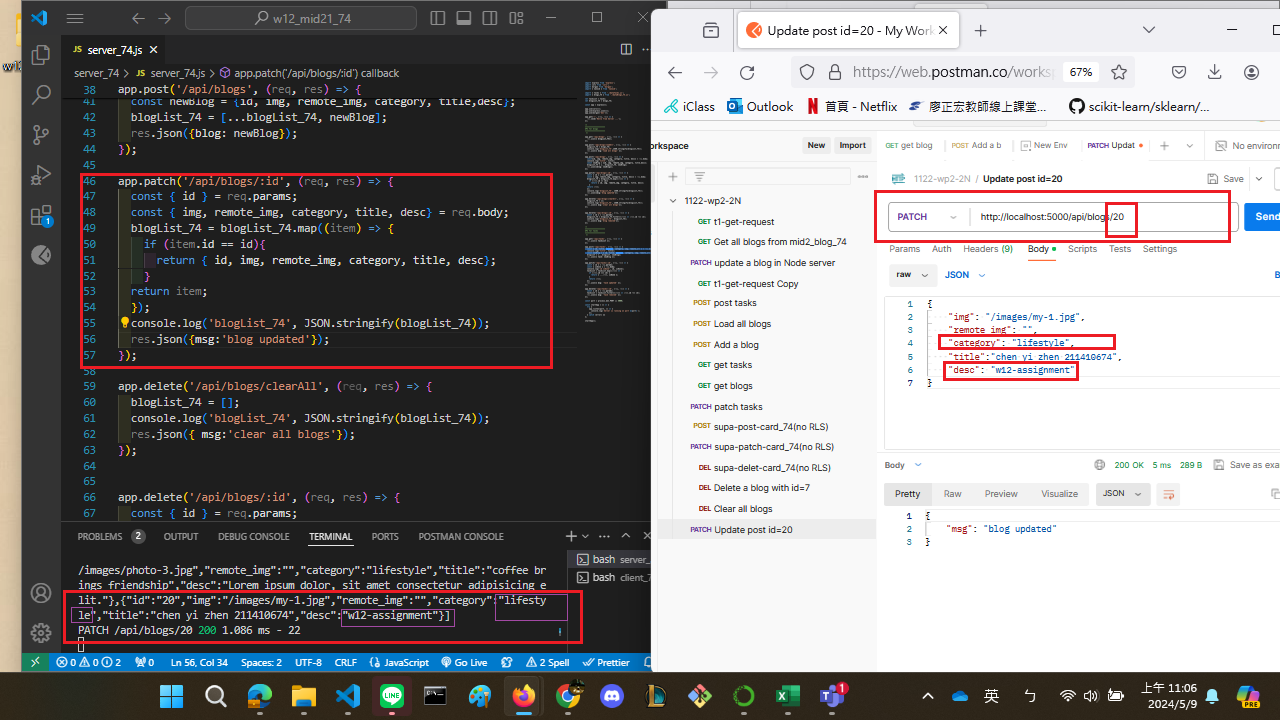 w12_mid21_74
server_74.js
server_74 > JS server_74.js > app.patch('/api/blogs/:id') callback
38 app.post('/api/blogs', (req, res) => {
41 const newBlog = {id, img, remote_img, category, title,desc};
42 blogList_74 = [...blogList_74, newBlog];
43 res.json({blog: newBlog});
44 });
45
46 app.patch('/api/blogs/:id', (req, res) => {
47 const { id } = req.params;
48 const { img, remote_img, category, title, desc} = req.body;
49 blogList_74 = blogList_74.map((item) => {
50 if (item.id == id){
51 return { id, img, remote_img, category, title, desc};
52 }
53 return item;
54 });
55 console.log('blogList_74', JSON.stringify(blogList_74));
56 res.json({msg:'blog updated'});
57 });
58
59 app.delete('/api/blogs/clearAll', (req, res) => {
60 blogList_74 = [];
61 console.log('blogList_74', JSON.stringify(blogList_74));
62 res.json({ msg:'clear all blogs'});
63 });
64
65
66 app.delete('/api/blogs/:id', (req, res) => {
67 const { id } = req.params;
PROBLEMS 2 OUTPUT DEBUG CONSOLE TERMINAL PORTS POSTMAN CONSOLE
/images/photo-3.jpg","remote_img":"","category":"lifestyle","title":"coffee br
ings friendship","desc":"Lorem ipsum dolor, sit amet consectetur adipisicing e
lit."},{"id":"20","img":"/images/my-1.jpg","remote_img":"","category":"lifesty
le","title":"chen yi zhen 211410674","desc":"w12-assignment"}]
PATCH /api/blogs/20 200 1.086 ms - 22
bash server_
bash client_7
0 0 2 0 Ln 56, Col 34 Spaces: 2 UTF-8 CRLF JavaScript Go Live 2 Spell Prettier
Update post id=20 - My Work
https://web.postman.co/works 67%
iClass Outlook 首頁 - Netflix 廖正宏教師線上課 scikit-learn/sklearn/...
orkspace New Import
GET get blog POST Add a b New Env PATCH Updat No environ
1122-wp2-2N / Update post id=20 Save
1122-wp2-2N
GET t1-get-request
GET Get all blogs from mid2_blog_74
PATCH update a blog in Node server
GET t1-get-request Copy
POST post tasks
POST Load all blogs
POST Add a blog
GET get tasks
GET get blogs
PATCH patch tasks
POST supa-post-card_74(no RLS)
PATCH supa-patch-card_74(no RLS)
DEL supa-delet-card_74(no RLS)
DEL Delete a blog with id=7
DEL Clear all blogs
PATCH Update post id=20
PATCH http://localhost:5000/api/blogs/20 Send
Params Auth Headers (9) Body Scripts Tests Settings
raw JSON B
1 {
2 "img": "/images/my-1.jpg",
3 "remote_img": "",
4 "category": "lifestyle",
5 "title":"chen yi zhen 211410674",
6 "desc": "w12-assignment"
7 }
Body 200 OK 5 ms 289 B Save as exa
Pretty Raw Preview Visualize JSON
1 {
2 "msg": "blog updated"
3 }
英 ㄅ
上午 11:06
2024/5/9